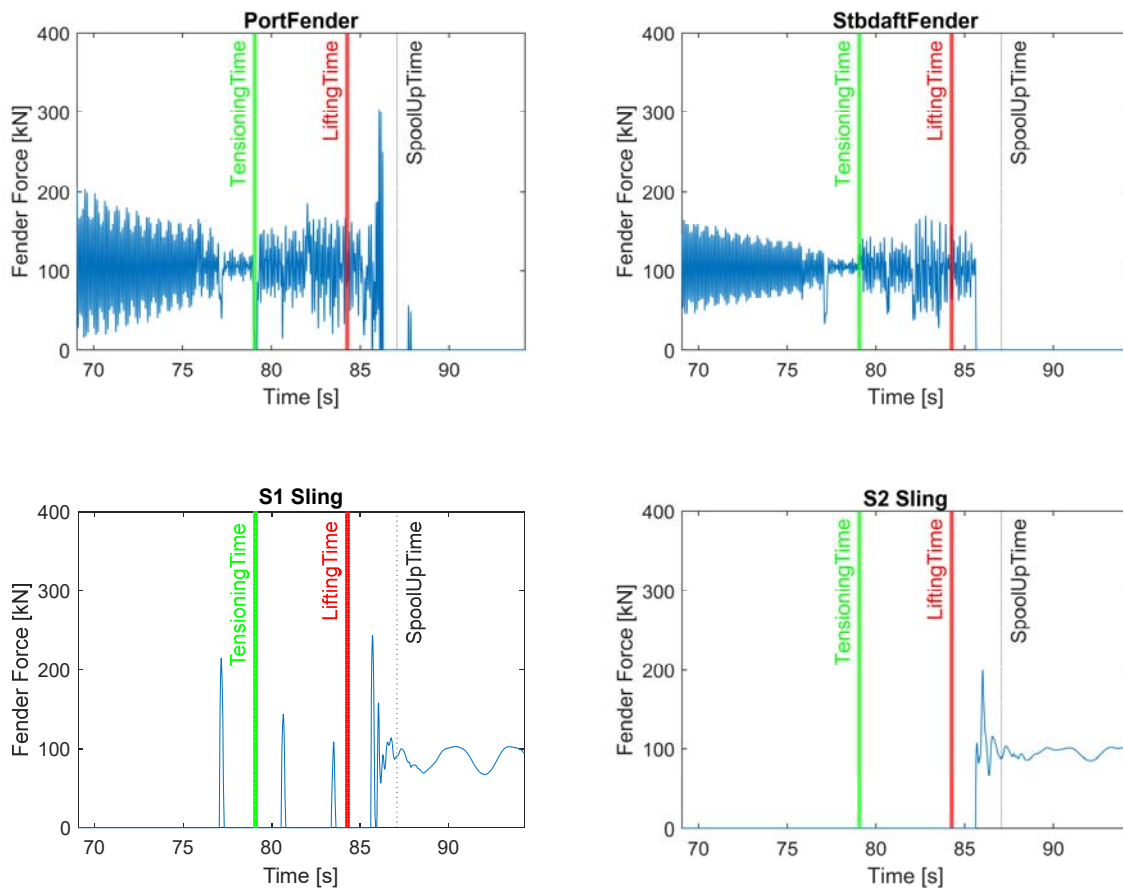 PortFender
400
300
200
100
0
Fender Force [kN]
TensioningTime
LiftingTime
SpoolUpTime
70 75 80 85 90
Time [s]
StbdaftFender
400
300
200
100
0
Fender Force [kN]
TensioningTime
LiftingTime
SpoolUpTime
70 75 80 85 90
Time [s]
S1 Sling
400
300
200
100
0
Fender Force [kN]
TensioningTime
LiftingTime
SpoolUpTime
70 75 80 85 90
Time [s]
S2 Sling
400
300
200
100
0
Fender Force [kN]
TensioningTime
LiftingTime
SpoolUpTime
70 75 80 85 90
Time [s]